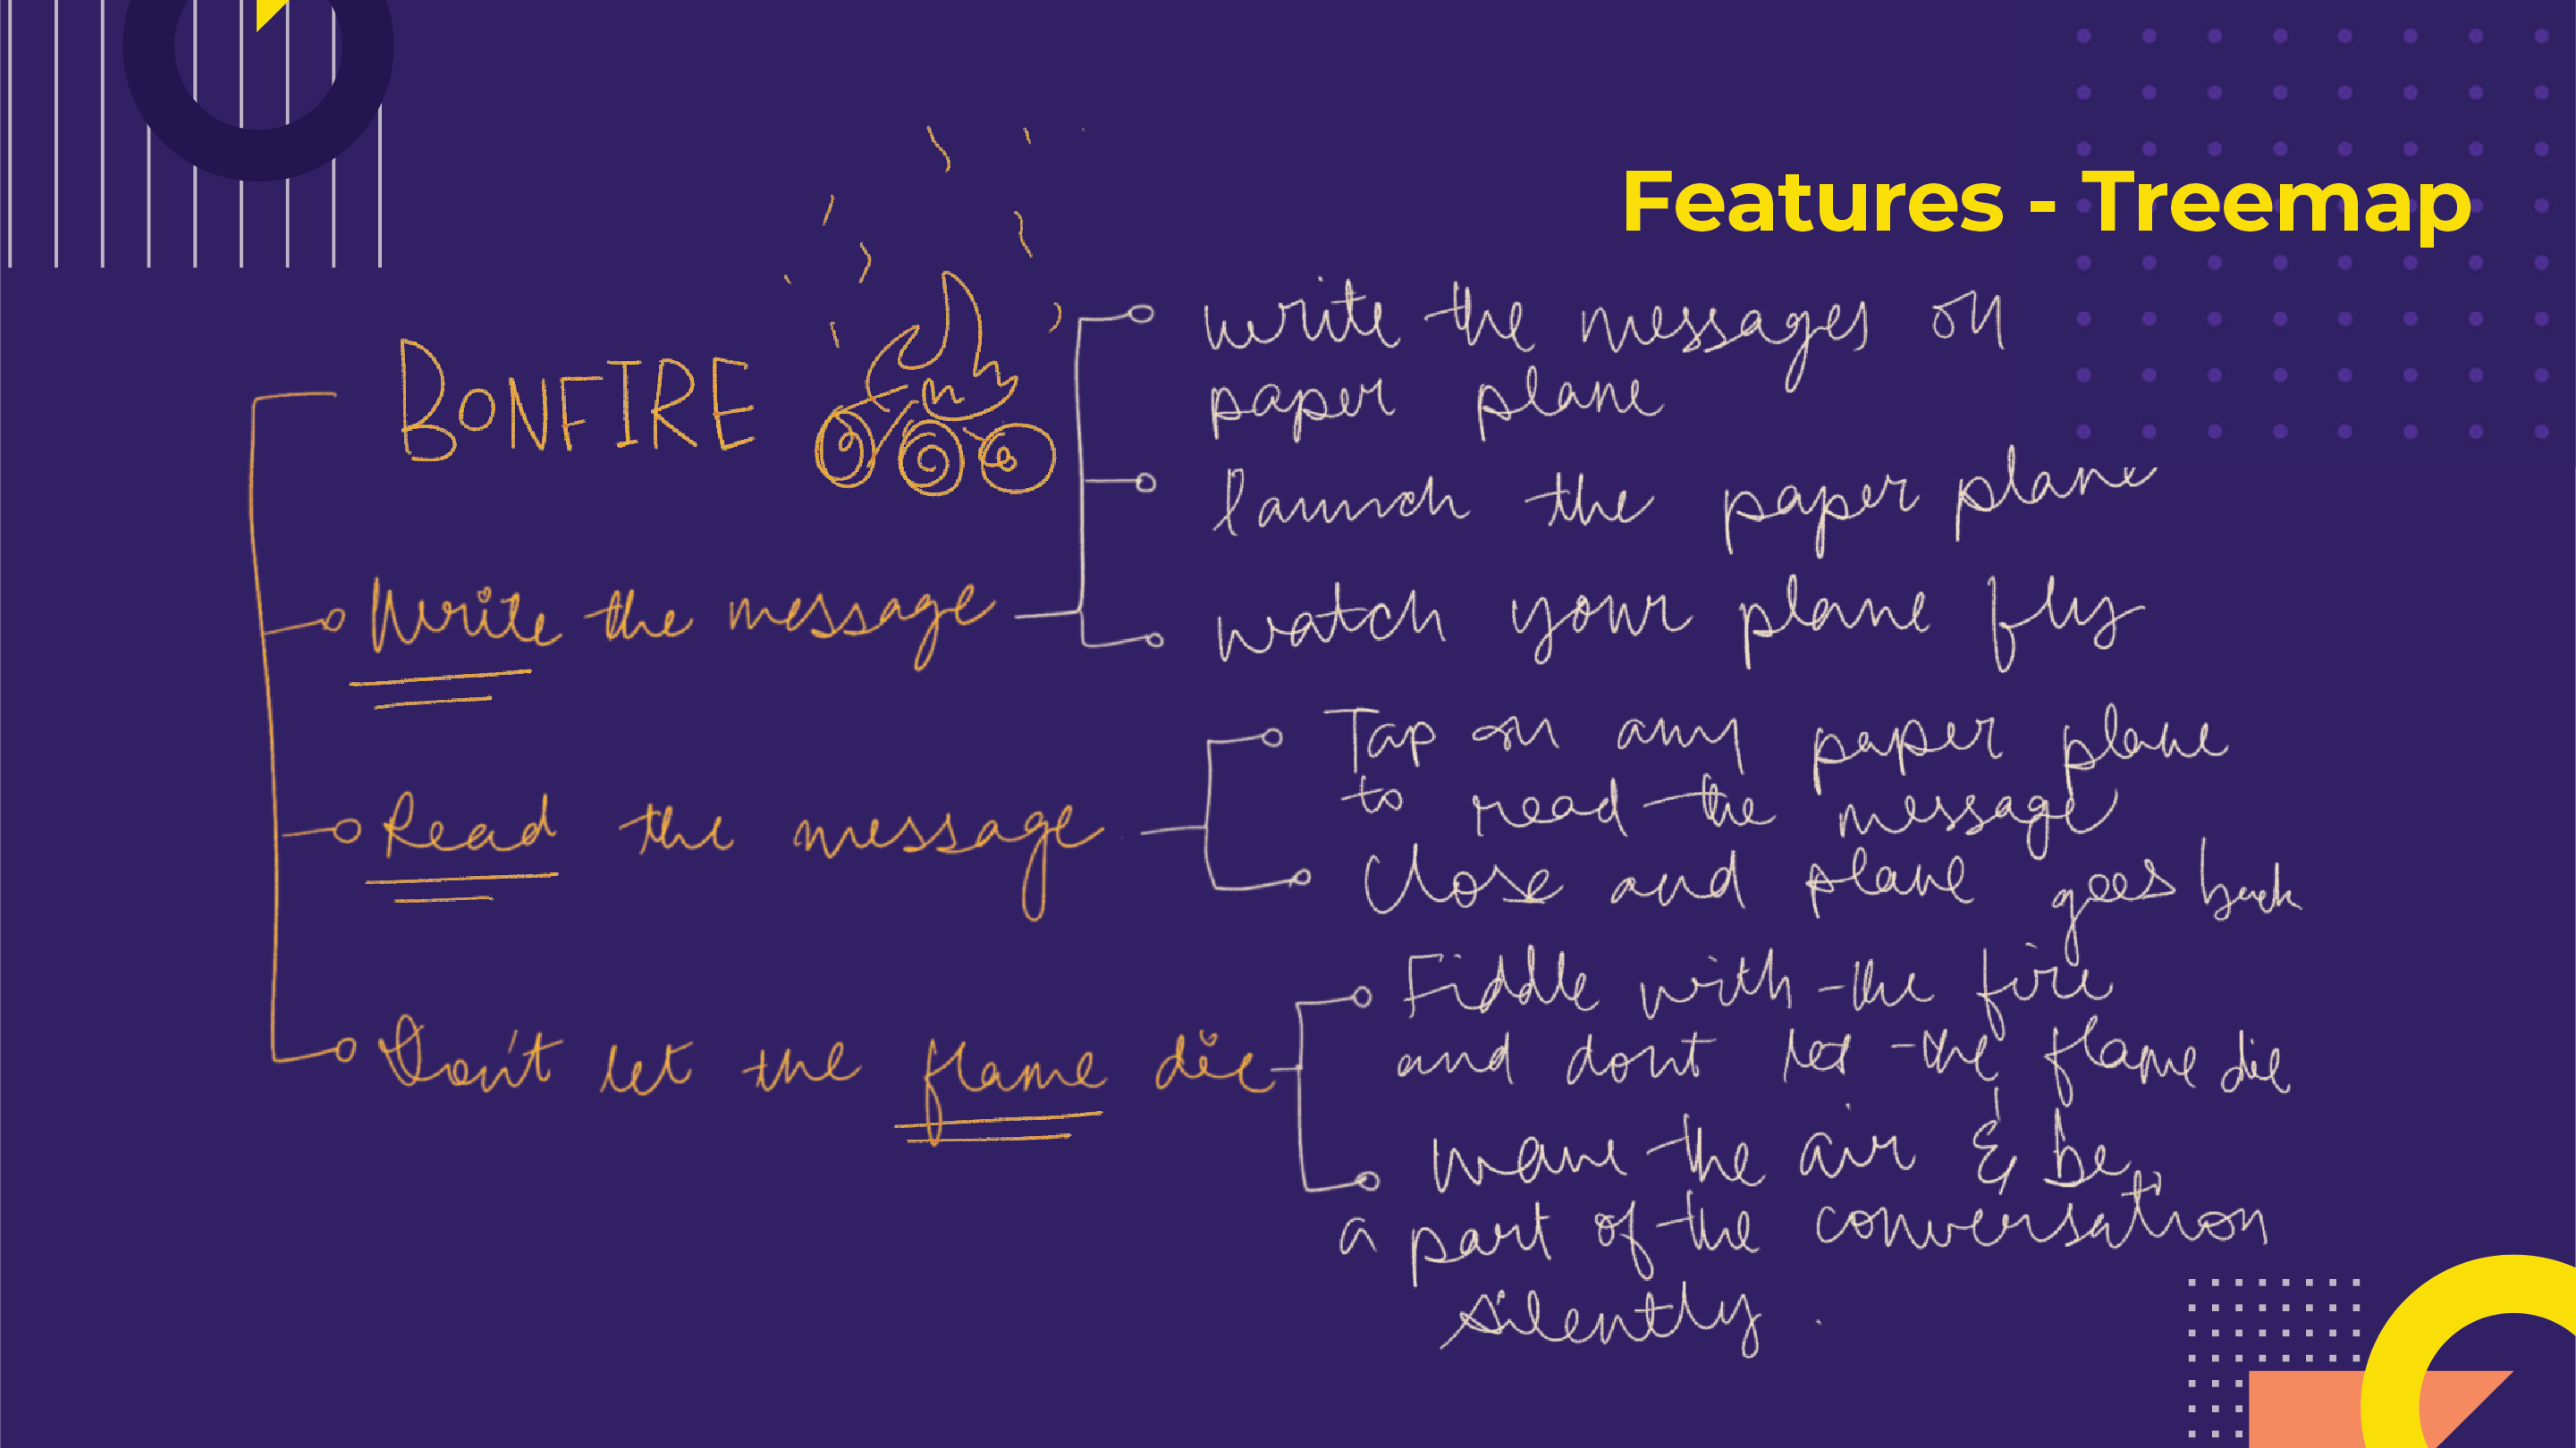 Features - Treemap
BONFIRE
Write the message
write the messages on
paper plane
launch the paper plane
watch your plane fly
Read the message
Tap on any paper plane
to read the message
Close and plane goes back
Don't let the flame die
Fiddle with the fire
and dont let the flame die
wave the air & be
a part of the conversation
silently.